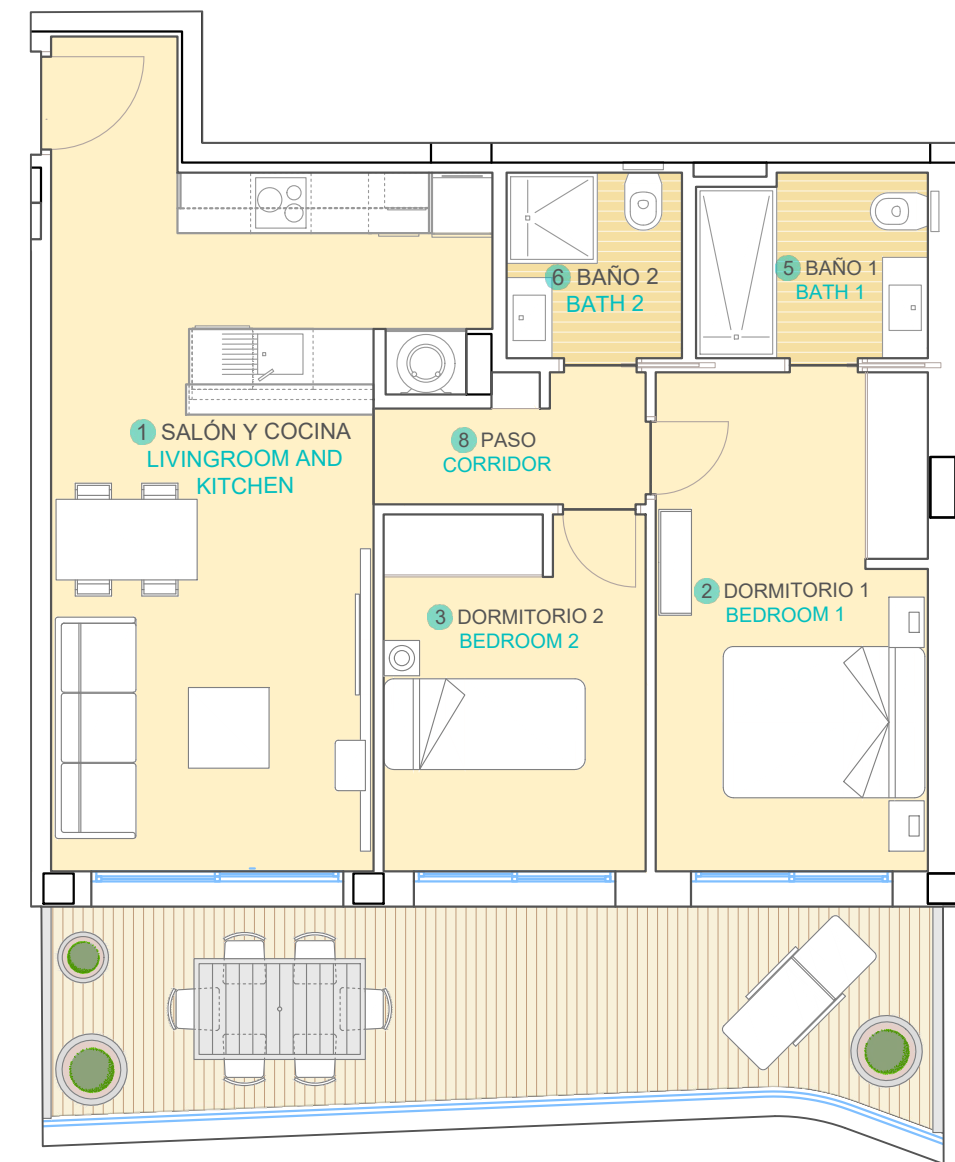 6 BAÑO 2
BATH 2
5 BAÑO 1
BATH 1
1 SALÓN Y COCINA
LIVINGROOM AND
KITCHEN
8 PASO
CORRIDOR
3 DORMITORIO 2
BEDROOM 2
2 DORMITORIO 1
BEDROOM 1